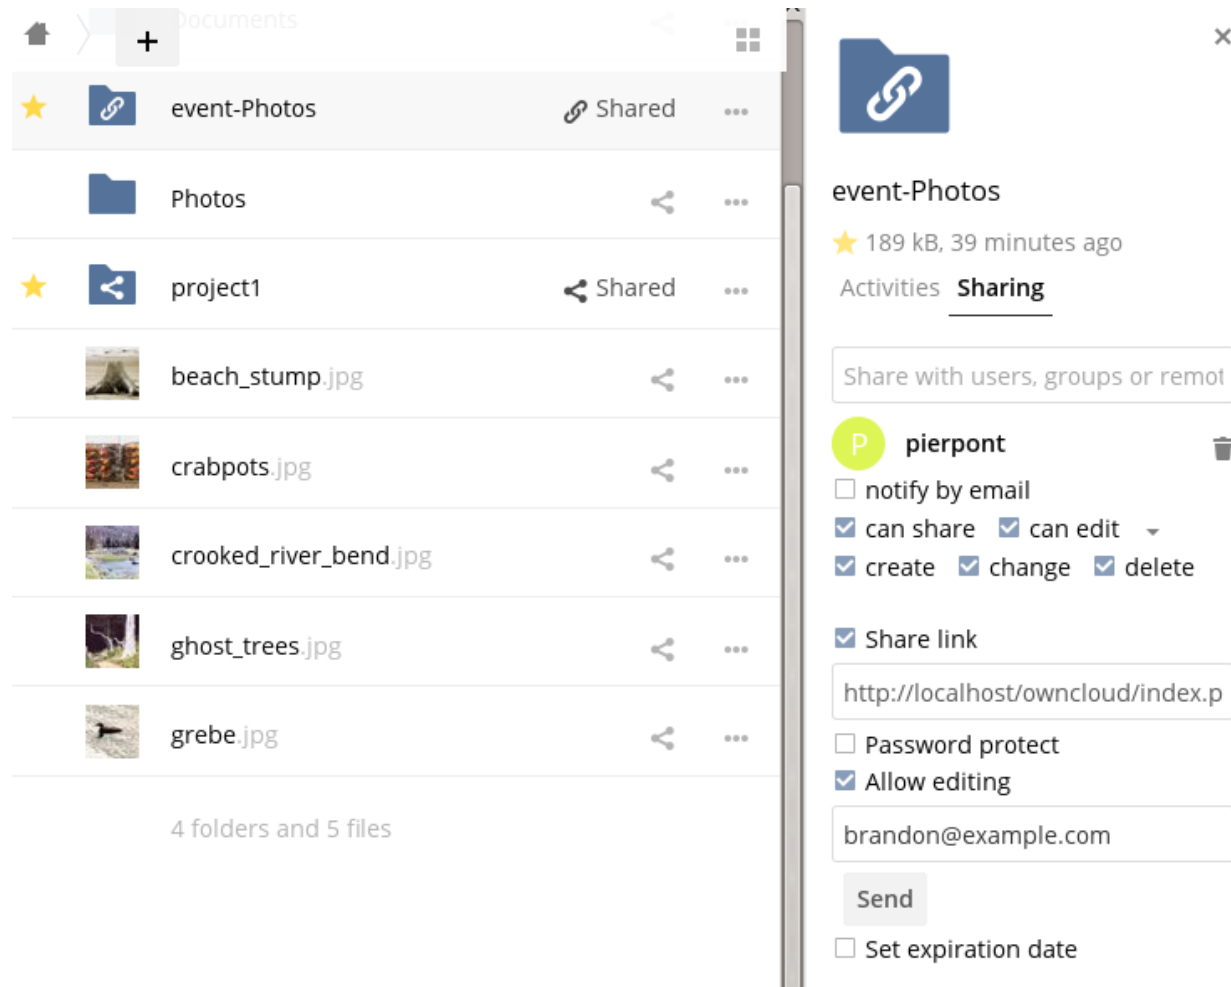 Documents
+
event-Photos Shared ...
Photos ...
project1 Shared ...
beach_stump.jpg ...
crabpots.jpg ...
crooked_river_bend.jpg ...
ghost_trees.jpg ...
grebe.jpg ...
4 folders and 5 files
event-Photos
189 kB, 39 minutes ago
Activities Sharing
Share with users, groups or remot
P pierpont
notify by email
can share can edit
create change delete
Share link
http://localhost/owncloud/index.p
Password protect
Allow editing
brandon@example.com
Send
Set expiration date